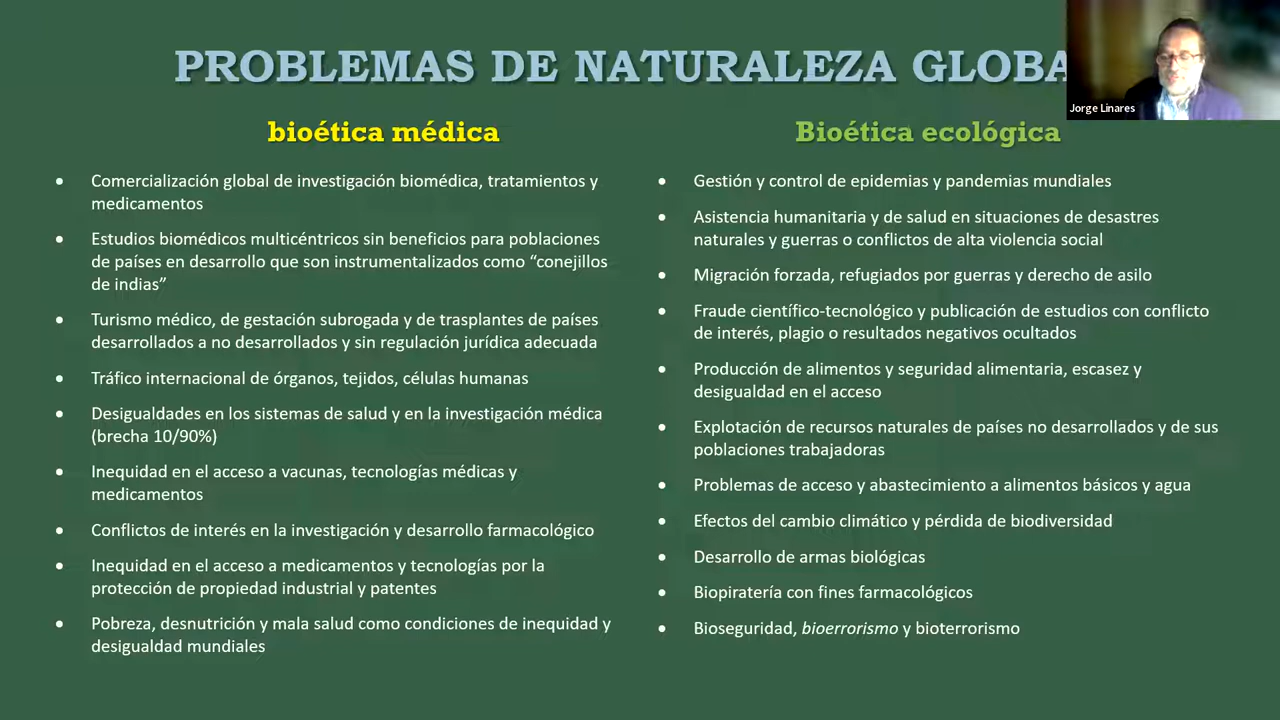 PROBLEMAS DE NATURALEZA GLOBA
Jorge Linares
bioética médica
Comercialización global de investigación biomédica, tratamientos y
medicamentos
Estudios biomédicos multicéntricos sin beneficios para poblaciones
de países en desarrollo que son instrumentalizados como “conejillos
de indias”
Turismo médico, de gestación subrogada y de trasplantes de países
desarrollados a no desarrollados y sin regulación jurídica adecuada
Tráfico internacional de órganos, tejidos, células humanas
Desigualdades en los sistemas de salud y en la investigación médica
(brecha 10/90%)
Inequidad en el acceso a vacunas, tecnologías médicas y
medicamentos
Conflictos de interés en la investigación y desarrollo farmacológico
Inequidad en el acceso a medicamentos y tecnologías por la
protección de propiedad industrial y patentes
Pobreza, desnutrición y mala salud como condiciones de inequidad y
desigualdad mundiales
Bioética ecológica
Gestión y control de epidemias y pandemias mundiales
Asistencia humanitaria y de salud en situaciones de desastres
naturales y guerras o conflictos de alta violencia social
Migración forzada, refugiados por guerras y derecho de asilo
Fraude científico-tecnológico y publicación de estudios con conflicto
de interés, plagio o resultados negativos ocultados
Producción de alimentos y seguridad alimentaria, escasez y
desigualdad en el acceso
Explotación de recursos naturales de países no desarrollados y de sus
poblaciones trabajadoras
Problemas de acceso y abastecimiento a alimentos básicos y agua
Efectos del cambio climático y pérdida de biodiversidad
Desarrollo de armas biológicas
Biopiratería con fines farmacológicos
Bioseguridad, bioerrorismo y bioterrorismo